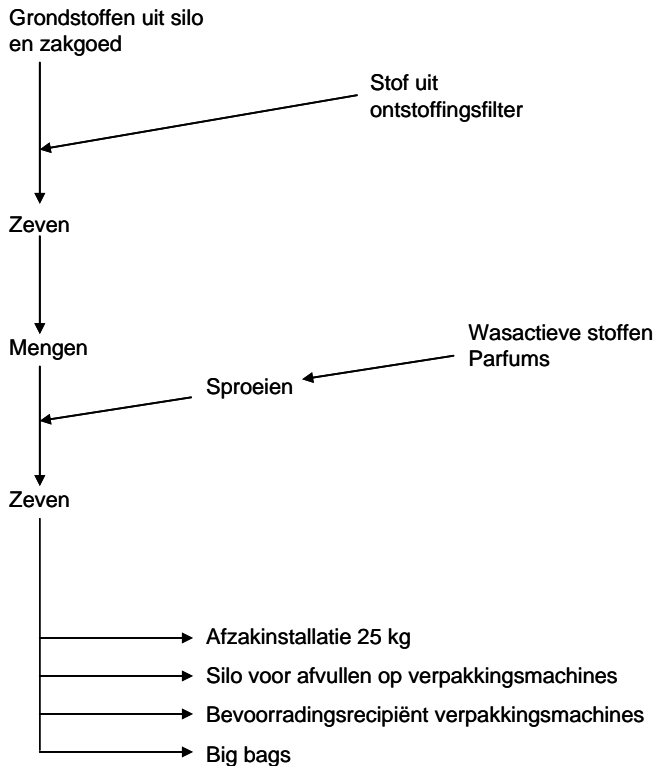 Grondstoffen uit silo
en zakgoed
Stof uit
ontstoffingsfilter
Zeven
Mengen
Wasactieve stoffen
Parfums
Sproeien
Zeven
Afzakinstallatie 25 kg
Silo voor afvullen op verpakkingsmachines
Bevoorradingsrecipiënt verpakkingsmachines
Big bags